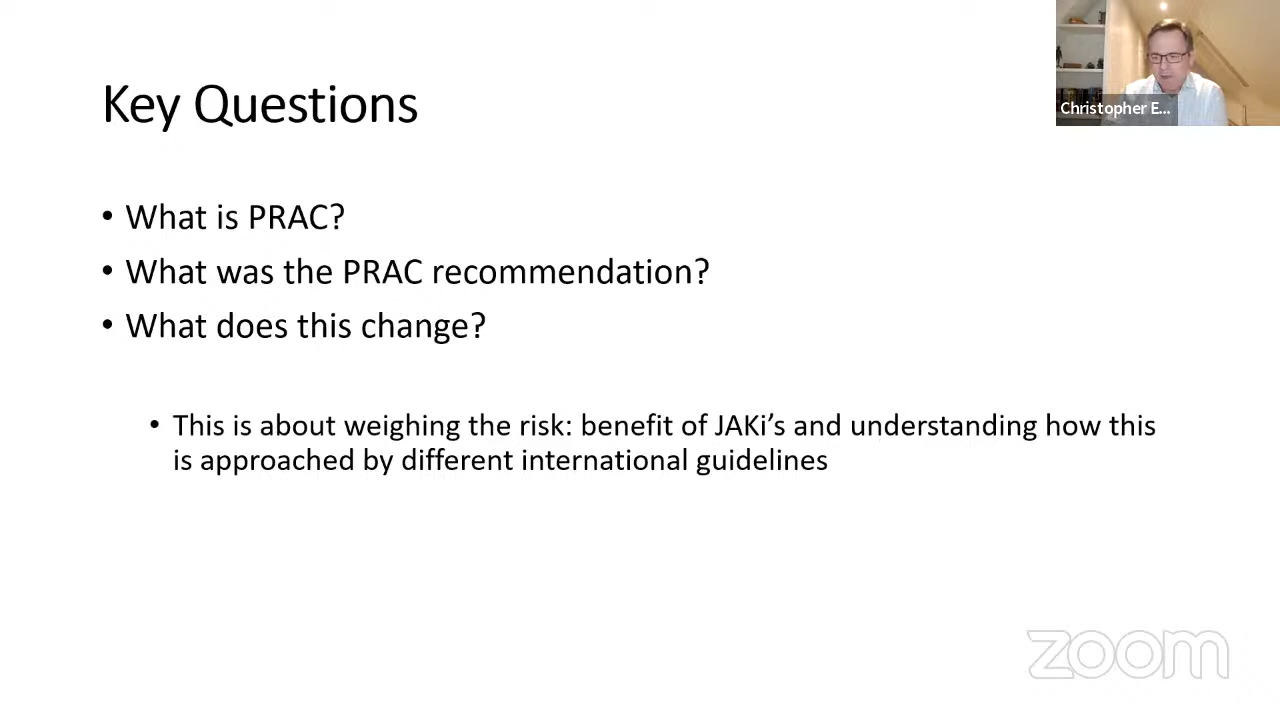 Key Questions
Christopher E...
• What is PRAC?
• What was the PRAC recommendation?
• What does this change?
• This is about weighing the risk: benefit of JAKi’s and understanding how this
is approached by different international guidelines
zoom